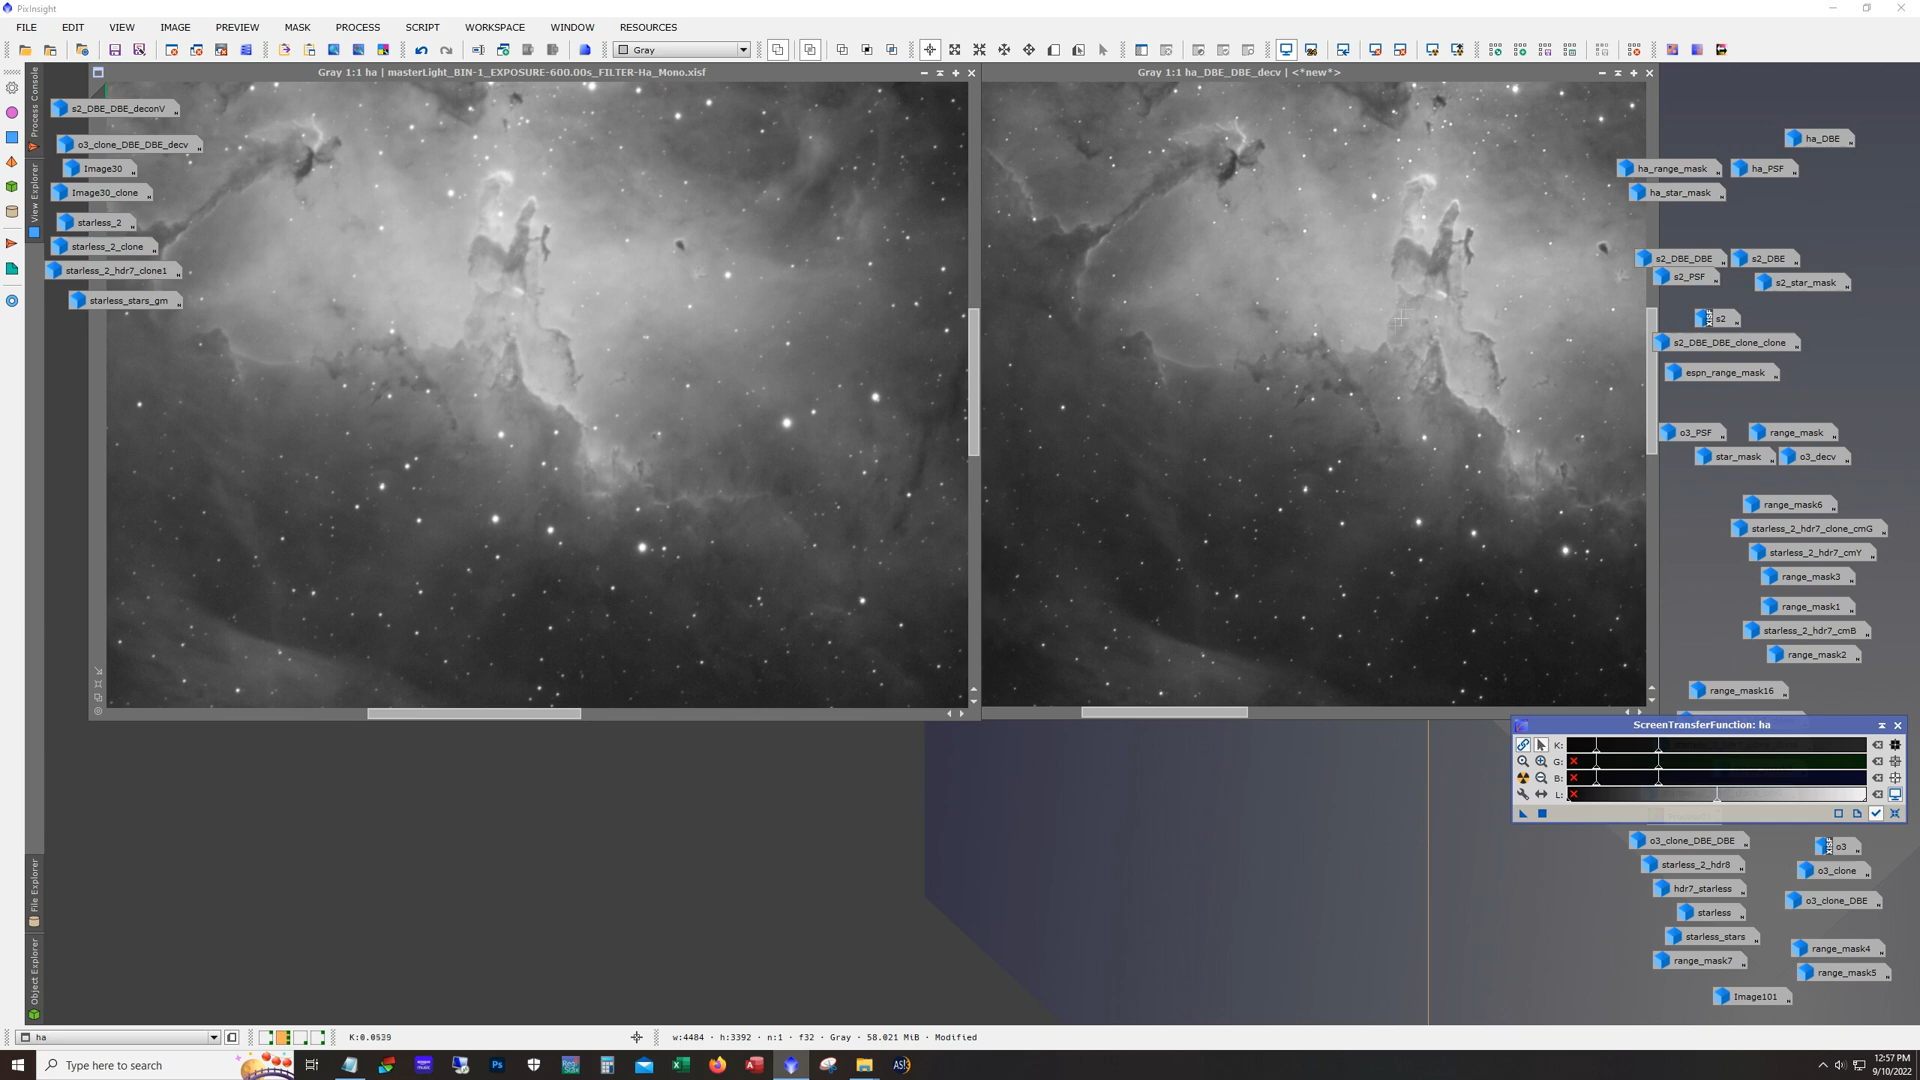 PixInsight
FILE EDIT VIEW IMAGE PREVIEW MASK PROCESS SCRIPT WORKSPACE WINDOW RESOURCES
Gray
Gray 1:1 ha | masterLight_BIN-1_EXPOSURE-600.00s_FILTER-Ha_Mono.xisf
Gray 1:1 ha_DBE_DBE_decv | <*new*>
Process Console
View Explorer
File Explorer
Object Explorer
s2_DBE_DBE_deconV
o3_clone_DBE_DBE_decv
Image30
Image30_clone
starless_2
starless_2_clone
starless_2_hdr7_clone1
starless_stars_gm
ha_DBE
ha_range_mask
ha_PSF
ha_star_mask
s2_DBE_DBE
s2_DBE
s2_PSF
s2_star_mask
XISF
s2
s2_DBE_DBE_clone_clone
espn_range_mask
o3_PSF
range_mask
star_mask
o3_decv
range_mask6
starless_2_hdr7_clone_cmG
starless_2_hdr7_cmY
range_mask3
range_mask1
starless_2_hdr7_cmB
range_mask2
range_mask16
ScreenTransferFunction: ha
K:
G:
B:
L:
o3_clone_DBE_DBE
XISF
o3
starless_2_hdr8
o3_clone
hdr7_starless
o3_clone_DBE
starless
starless_stars
range_mask4
range_mask7
range_mask5
Image101
ha
K:0.0539
w:4484 · h:3392 · n:1 · f32 · Gray · 58.021 MiB · Modified
Type here to search
Ps
12:57 PM
9/10/2022